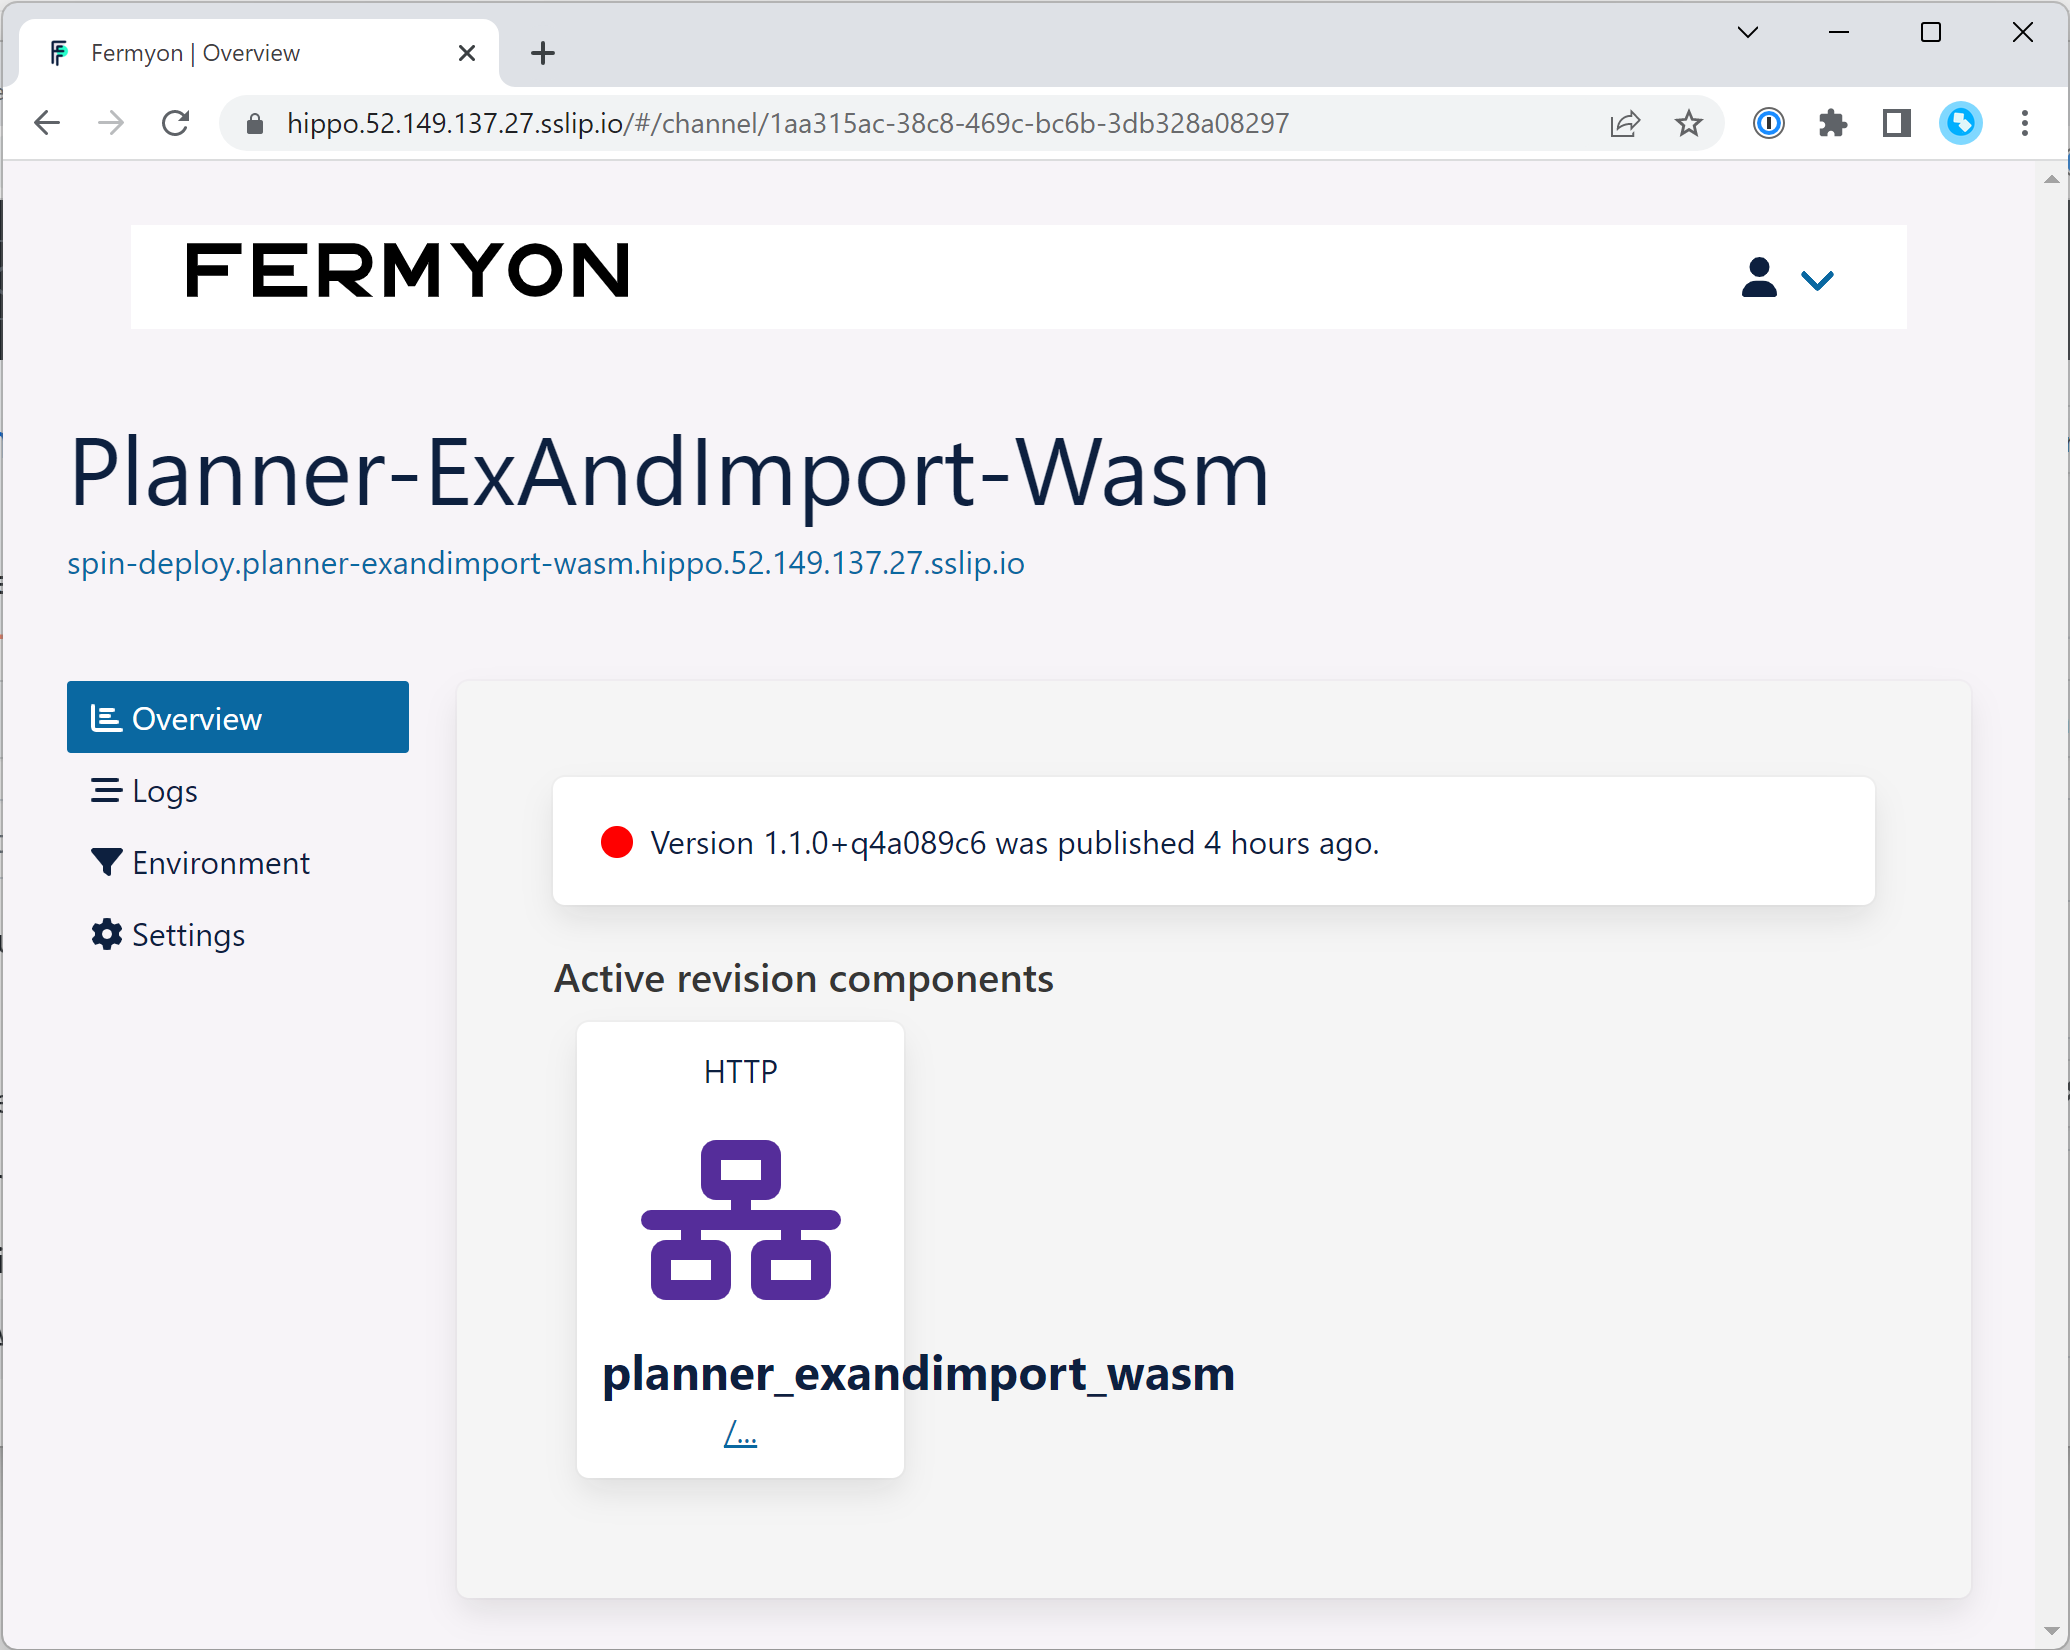 Fermyon | Overview
hippo.52.149.137.27.sslip.io/#/channel/1aa315ac-38c8-469c-bc6b-3db328a08297
FERMYON
Planner-ExAndImport-Wasm
spin-deploy.planner-exandimport-wasm.hippo.52.149.137.27.sslip.io
Overview
Logs
Environment
Settings
Version 1.1.0+q4a089c6 was published 4 hours ago.
Active revision components
HTTP
planner_exandimport_wasm
/...